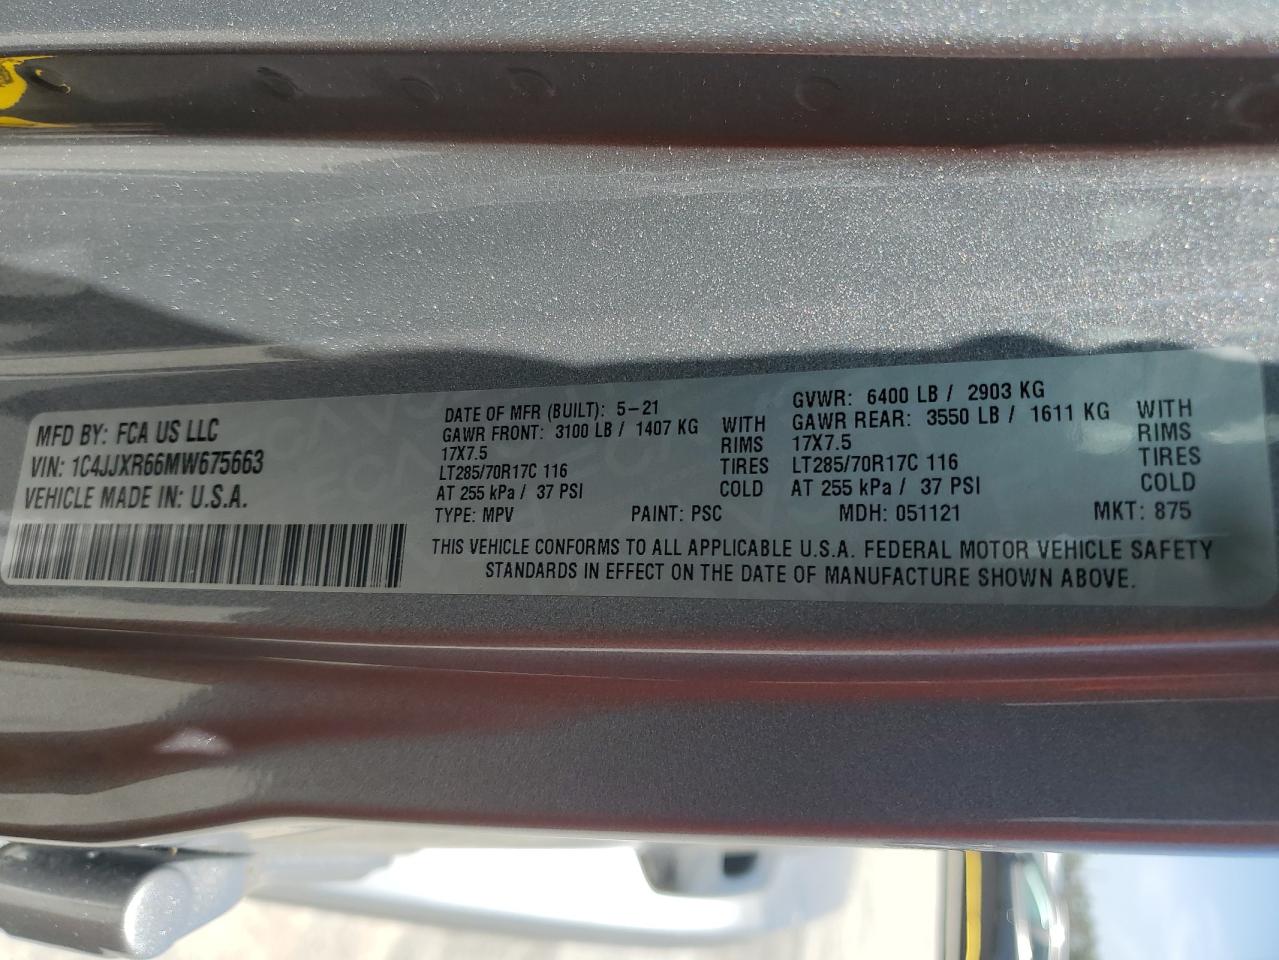 MFD BY: FCA US LLC
VIN: 1C4JJXR66MW675663
VEHICLE MADE IN: U.S.A.
DATE OF MFR (BUILT): 5-21
GAWR FRONT: 3100 LB / 1407 KG WITH
17X7.5 RIMS
LT285/70R17C 116 TIRES
AT 255 kPa / 37 PSI COLD
GVWR: 6400 LB / 2903 KG
GAWR REAR: 3550 LB / 1611 KG WITH
17X7.5 RIMS
LT285/70R17C 116 TIRES
AT 255 kPa / 37 PSI COLD
TYPE: MPV PAINT: PSC MDH: 051121 MKT: 875
THIS VEHICLE CONFORMS TO ALL APPLICABLE U.S.A. FEDERAL MOTOR VEHICLE SAFETY
STANDARDS IN EFFECT ON THE DATE OF MANUFACTURE SHOWN ABOVE.